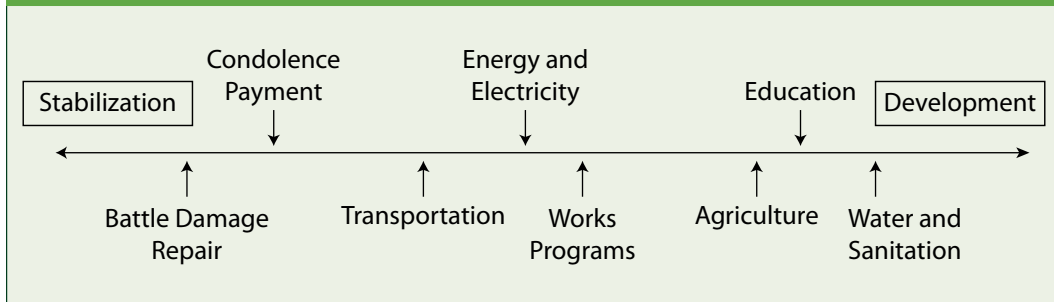 Stabilization
Condolence
Payment
Energy and
Electricity
Education
Development
Battle Damage
Repair
Transportation
Works
Programs
Agriculture
Water and
Sanitation